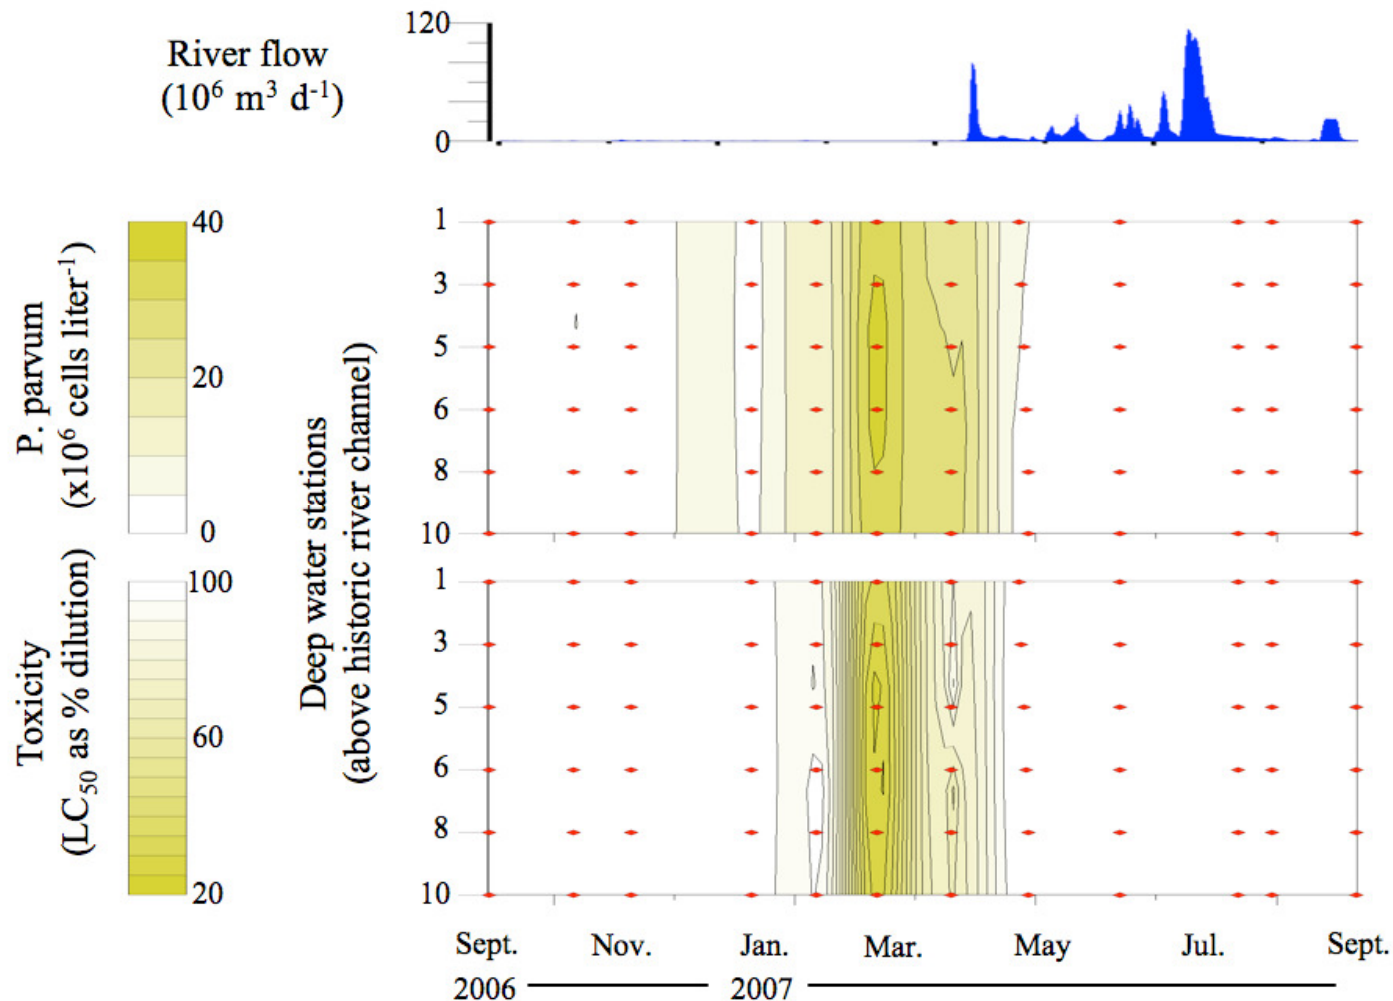 120
River flow
(10⁶ m³ d⁻¹)
0
40
20
0
P. parvum
(x10⁶ cells liter⁻¹)
1
3
5
6
8
10
Deep water stations
(above historic river channel)
100
60
20
Toxicity
(LC₅₀ as % dilution)
1
3
5
6
8
10
Sept. Nov. Jan. Mar. May Jul. Sept.
2006 2007